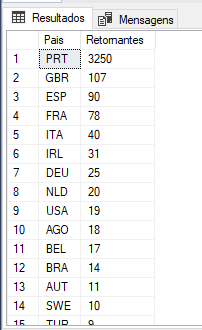 Resultados Mensagens
País Retornantes
1 PRT 3250
2 GBR 107
3 ESP 90
4 FRA 78
5 ITA 40
6 IRL 31
7 DEU 25
8 NLD 20
9 USA 19
10 AGO 18
11 BEL 17
12 BRA 14
13 AUT 11
14 SWE 10
15 TUR 9